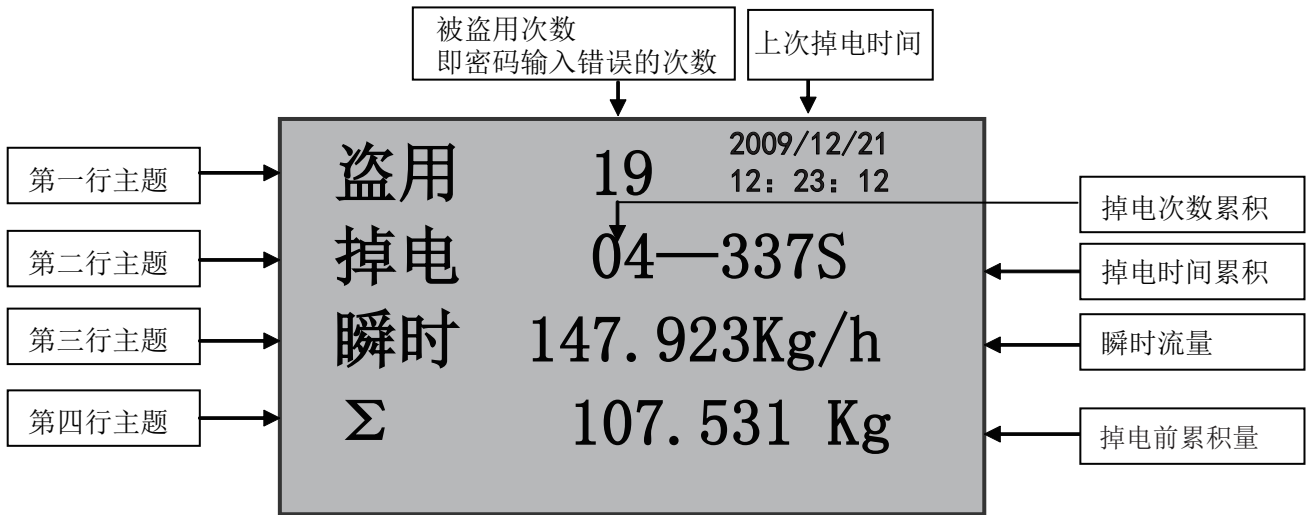 被盗用次数
即密码输入错误的次数
上次掉电时间
第一行主题
盗用 19 2009/12/21
12：23：12
掉电次数累积
第二行主题
掉电 04—337S
掉电时间累积
第三行主题
瞬时 147.923Kg/h
瞬时流量
第四行主题
Σ 107.531 Kg
掉电前累积量